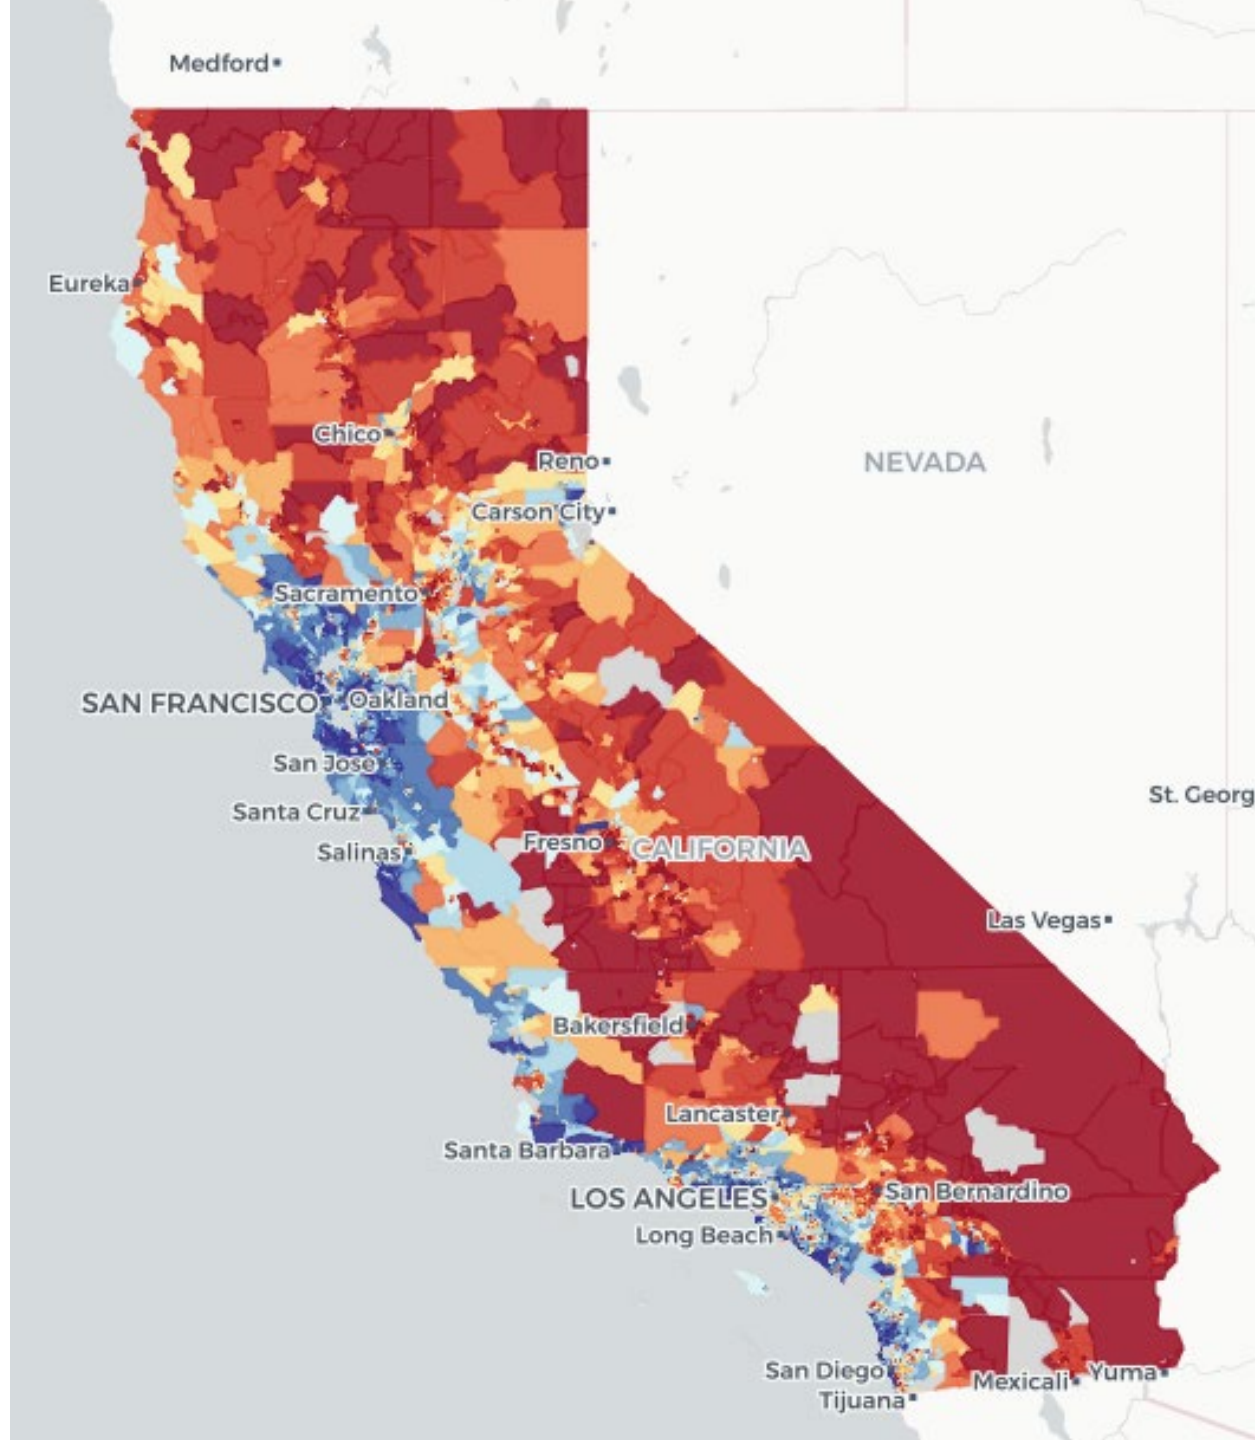 Medford
Eureka
Chico
Reno
NEVADA
Carson City
Sacramento
SAN FRANCISCO
Oakland
San Jose
St. Georg
Santa Cruz
Salinas
Fresno
CALIFORNIA
Las Vegas
Bakersfield
Lancaster
Santa Barbara
LOS ANGELES
San Bernardino
Long Beach
San Diego
Mexicali
Yuma
Tijuana